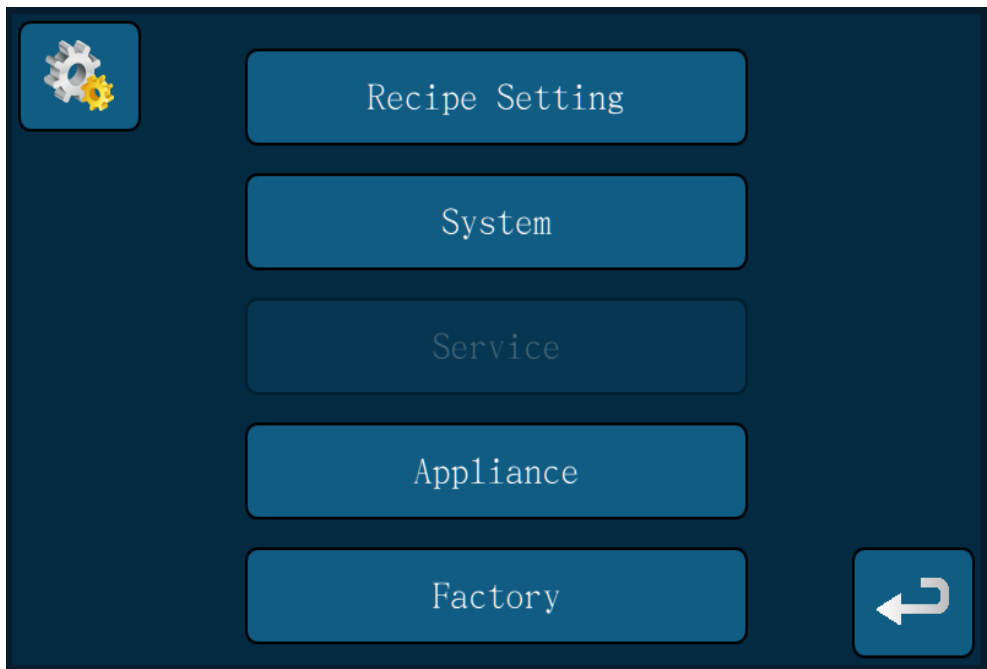 Recipe Setting
System
Service
Appliance
Factory